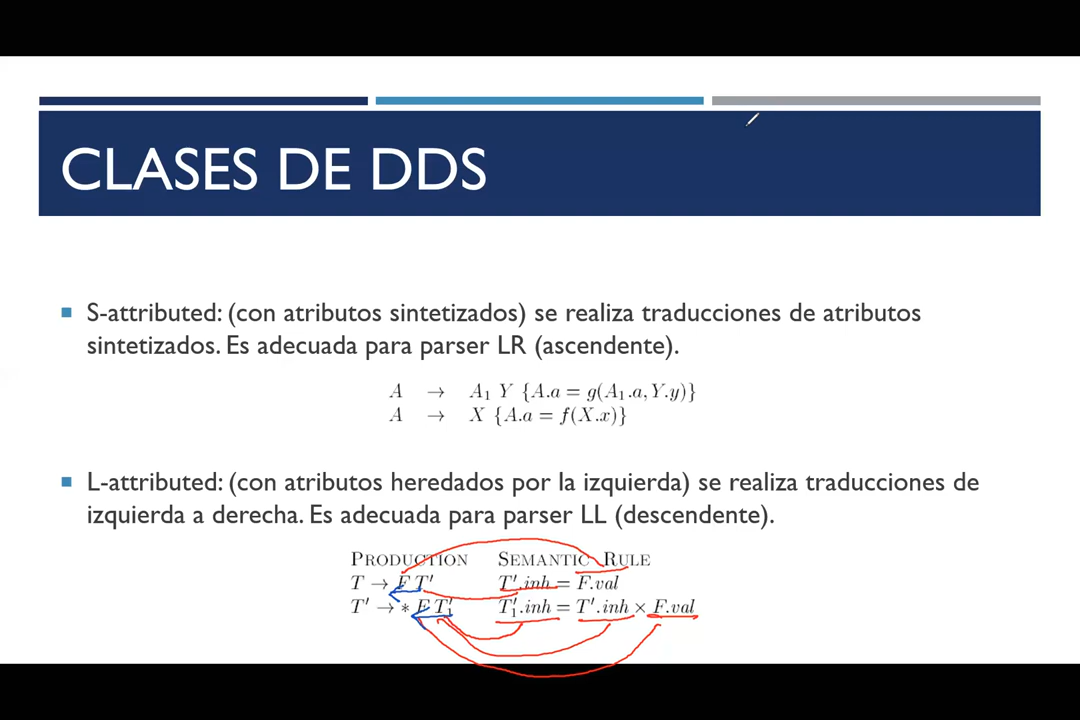 CLASES DE DDS
S-attributed: (con atributos sintetizados) se realiza traducciones de atributos
sintetizados. Es adecuada para parser LR (ascendente).
A → A₁ Y {A.a = g(A₁.a, Y.y)}
A → X {A.a = f(X.x)}
L-attributed: (con atributos heredados por la izquierda) se realiza traducciones de
izquierda a derecha. Es adecuada para parser LL (descendente).
PRODUCTION SEMANTIC RULE
T → F T′ T′.inh = F.val
T′ → * F T′₁ T′₁.inh = T′.inh × F.val